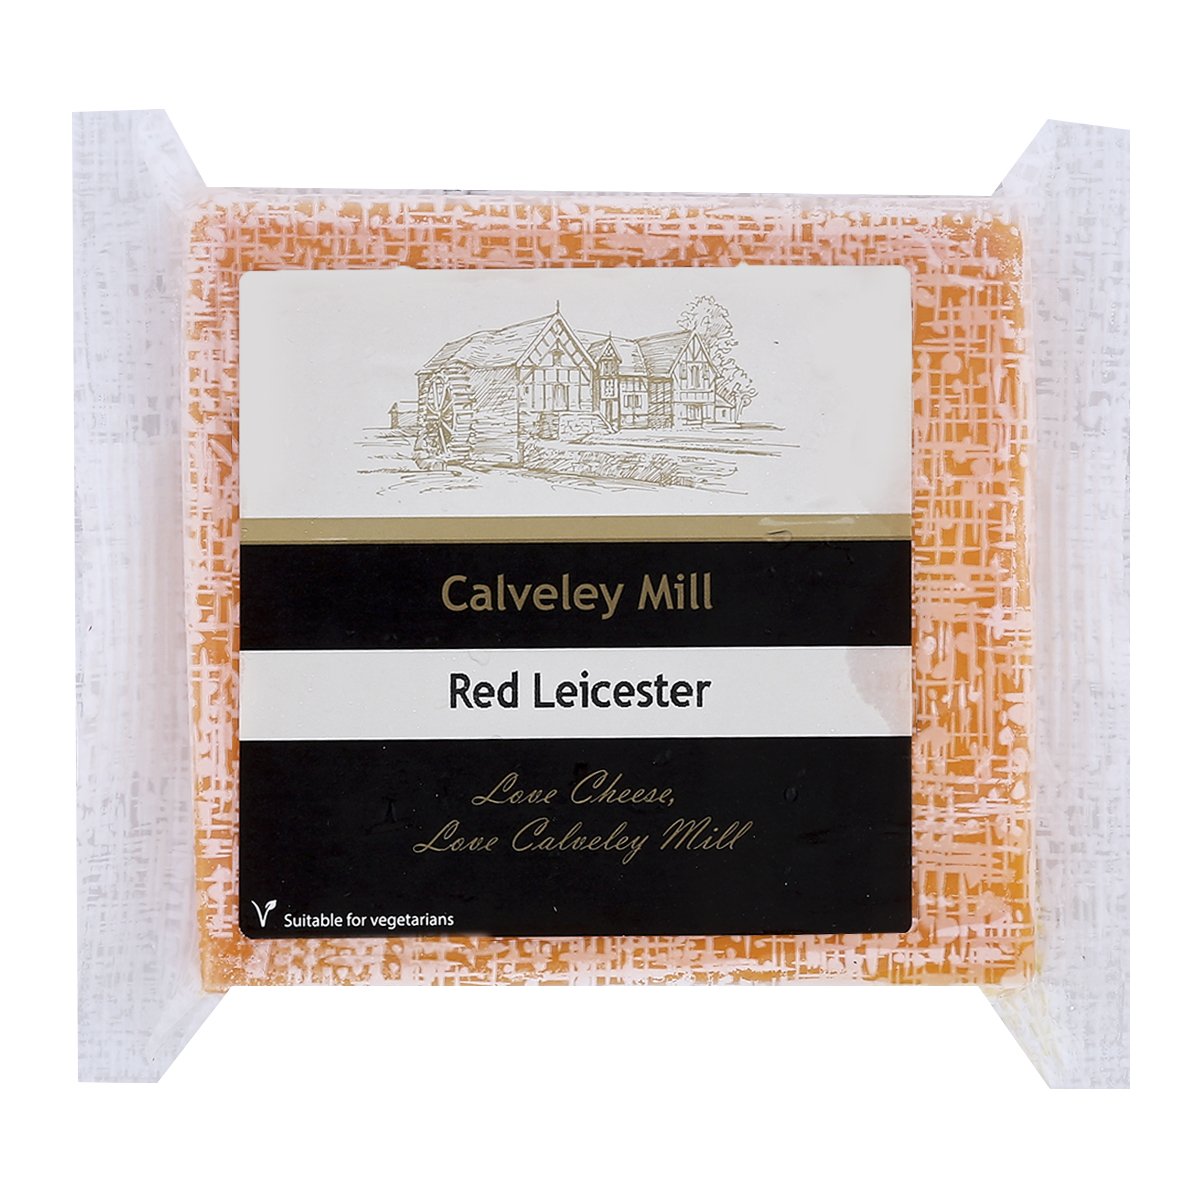 Calveley Mill
Red Leicester
Love Cheese,
Love Calveley Mill
V Suitable for vegetarians